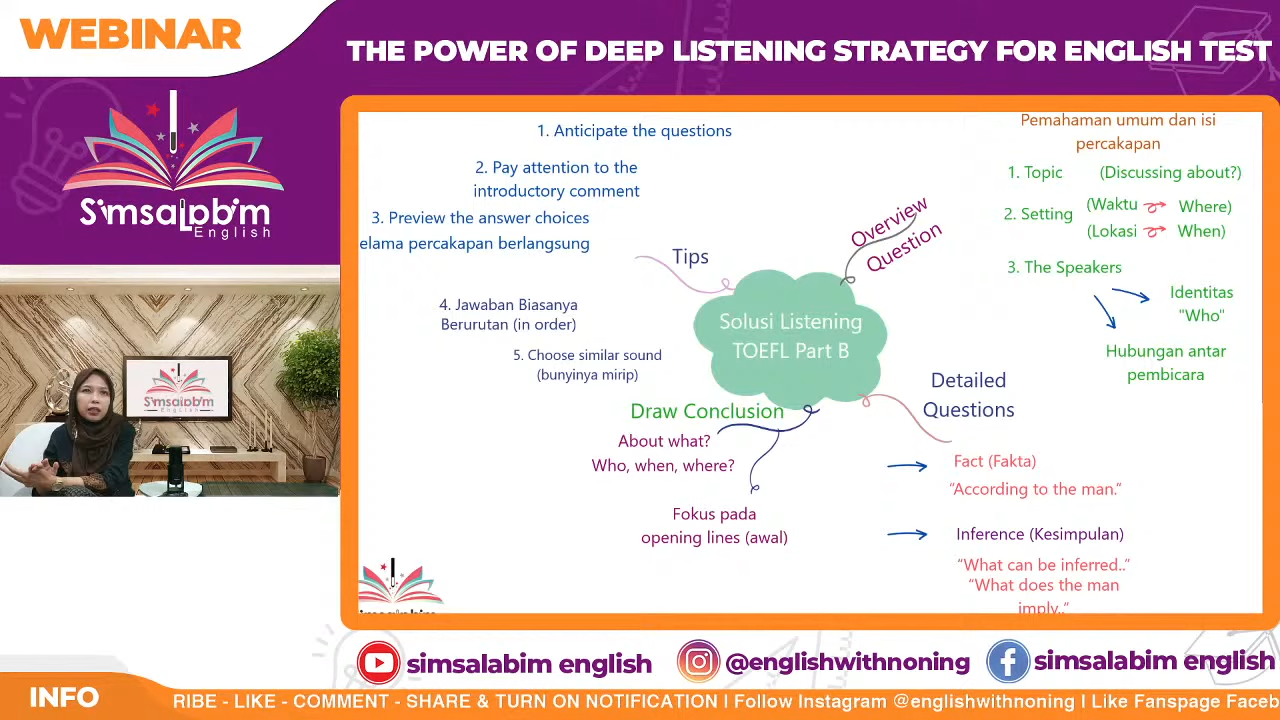 WEBINAR
THE POWER OF DEEP LISTENING STRATEGY FOR ENGLISH TEST
Simsalabim
English
1. Anticipate the questions
2. Pay attention to the
introductory comment
3. Preview the answer choices
elama percakapan berlangsung
Tips
4. Jawaban Biasanya
Berurutan (in order)
5. Choose similar sound
(bunyinya mirip)
Solusi Listening
TOEFL Part B
Overview
Question
Pemahaman umum dan isi
percakapan
1. Topic (Discussing about?)
2. Setting
(Waktu Where)
(Lokasi When)
3. The Speakers
Identitas
"Who"
Hubungan antar
pembicara
Draw Conclusion
About what?
Who, when, where?
Fokus pada
opening lines (awal)
Detailed
Questions
Fact (Fakta)
“According to the man.”
Inference (Kesimpulan)
“What can be inferred..”
“What does the man
imply..”
Simsalabim
English
simsalabim english
@englishwithnoning
simsalabim english
INFO
RIBE - LIKE - COMMENT - SHARE & TURN ON NOTIFICATION I Follow Instagram @englishwithnoning I Like Fanspage Faceb